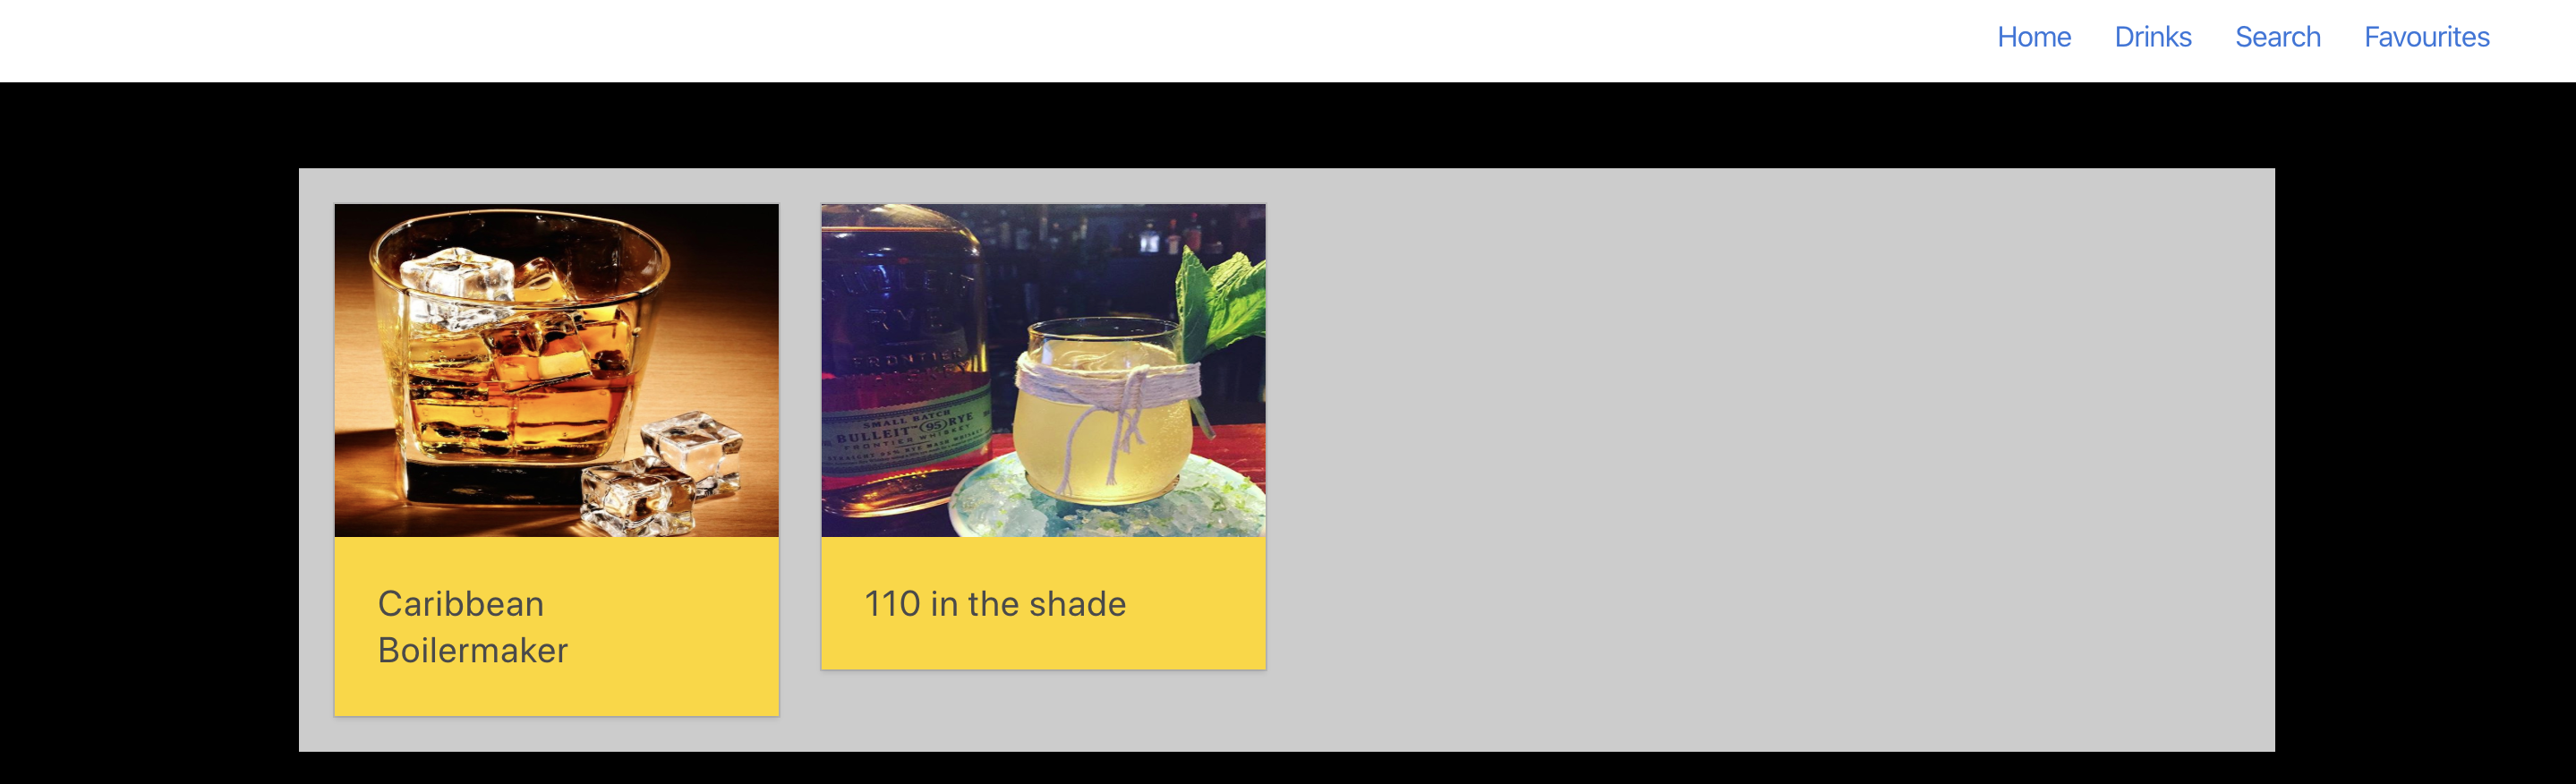 Home Drinks Search Favourites
RYE
FRONTIER
WHISKEY
SMALL BATCH
BULLEIT 95 RYE
FRONTIER WHISKEY
Caribbean
Boilermaker
110 in the shade